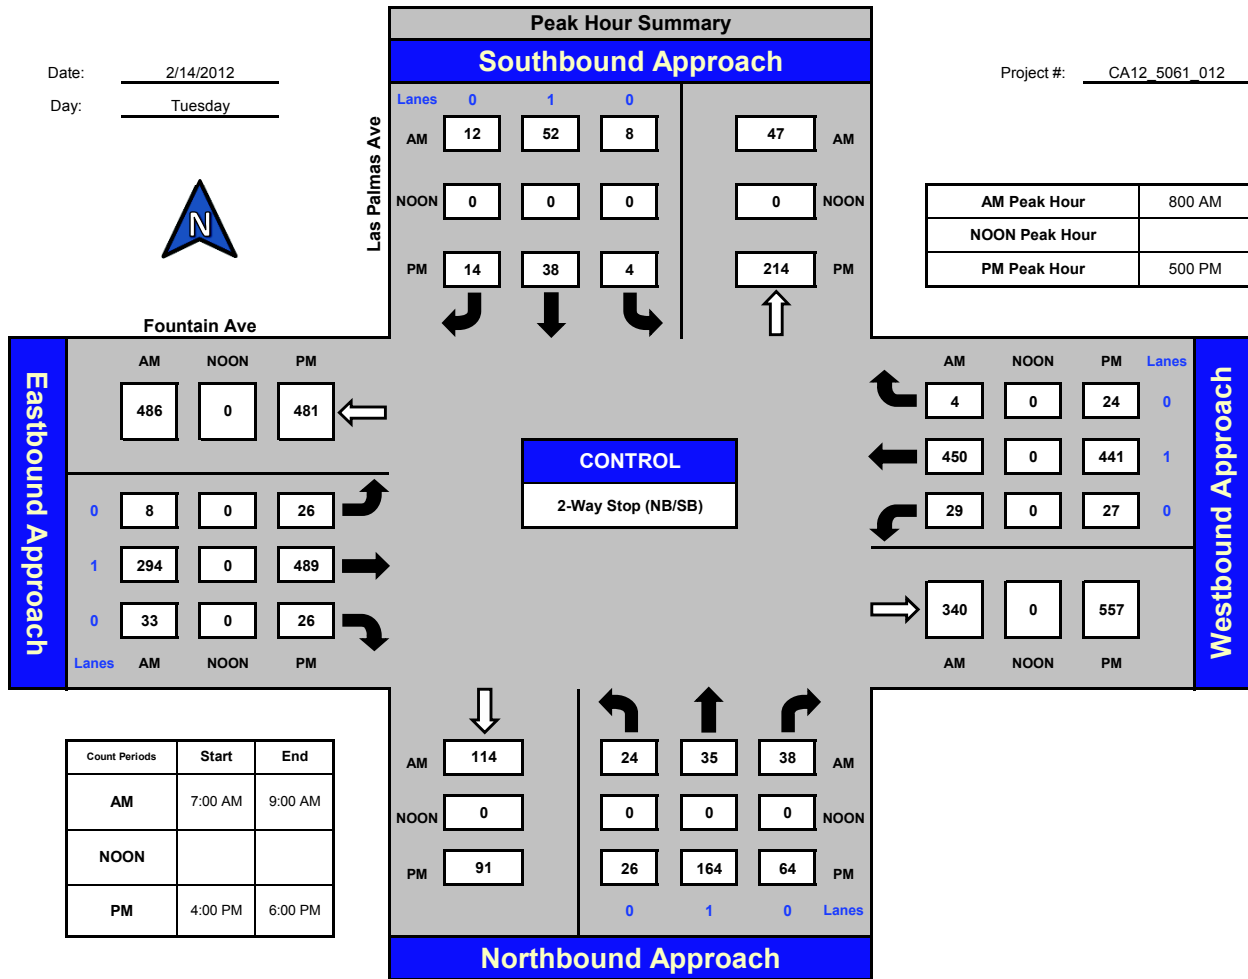 Peak Hour Summary
Southbound Approach
Date: 2/14/2012
Project #: CA12_5061_012
Day: Tuesday
Las Palmas Ave
Lanes 0 1 0
AM 12 52 8 47 AM
NOON 0 0 0 0 NOON
PM 14 38 4 214 PM
N
AM Peak Hour 800 AM
NOON Peak Hour
PM Peak Hour 500 PM
Fountain Ave
Eastbound Approach
AM NOON PM
486 0 481
0 8 0 26
1 294 0 489
0 33 0 26
Lanes AM NOON PM
CONTROL
2-Way Stop (NB/SB)
AM NOON PM Lanes
4 0 24 0
450 0 441 1
29 0 27 0
340 0 557
AM NOON PM
Westbound Approach
Count Periods Start End
AM 7:00 AM 9:00 AM
NOON
PM 4:00 PM 6:00 PM
AM 114 24 35 38 AM
NOON 0 0 0 0 NOON
PM 91 26 164 64 PM
0 1 0 Lanes
Northbound Approach